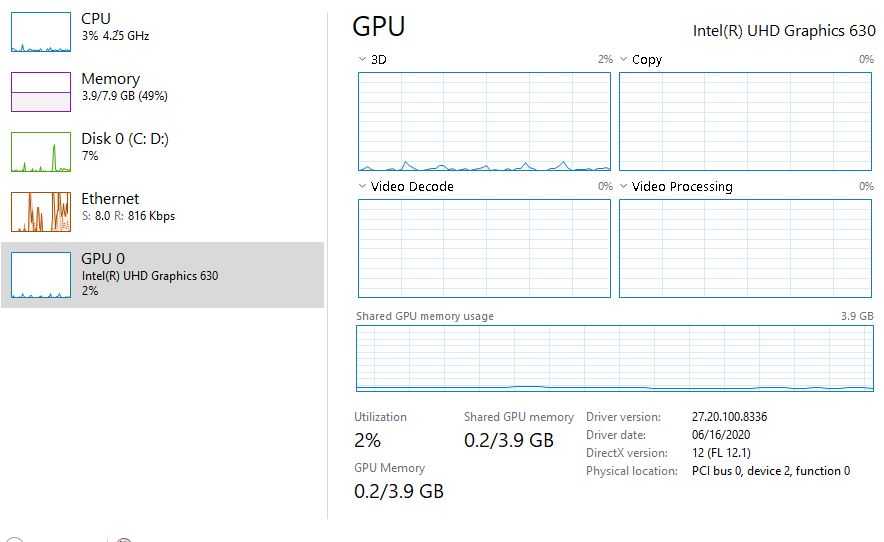 CPU
3% 4.25 GHz
Memory
3.9/7.9 GB (49%)
Disk 0 (C: D:)
7%
Ethernet
S: 8.0 R: 816 Kbps
GPU 0
Intel(R) UHD Graphics 630
2%
GPU
Intel(R) UHD Graphics 630
3D 2%
Copy 0%
Video Decode 0%
Video Processing 0%
Shared GPU memory usage 3.9 GB
Utilization
2%
Shared GPU memory
0.2/3.9 GB
GPU Memory
0.2/3.9 GB
Driver version: 27.20.100.8336
Driver date: 06/16/2020
DirectX version: 12 (FL 12.1)
Physical location: PCI bus 0, device 2, function 0